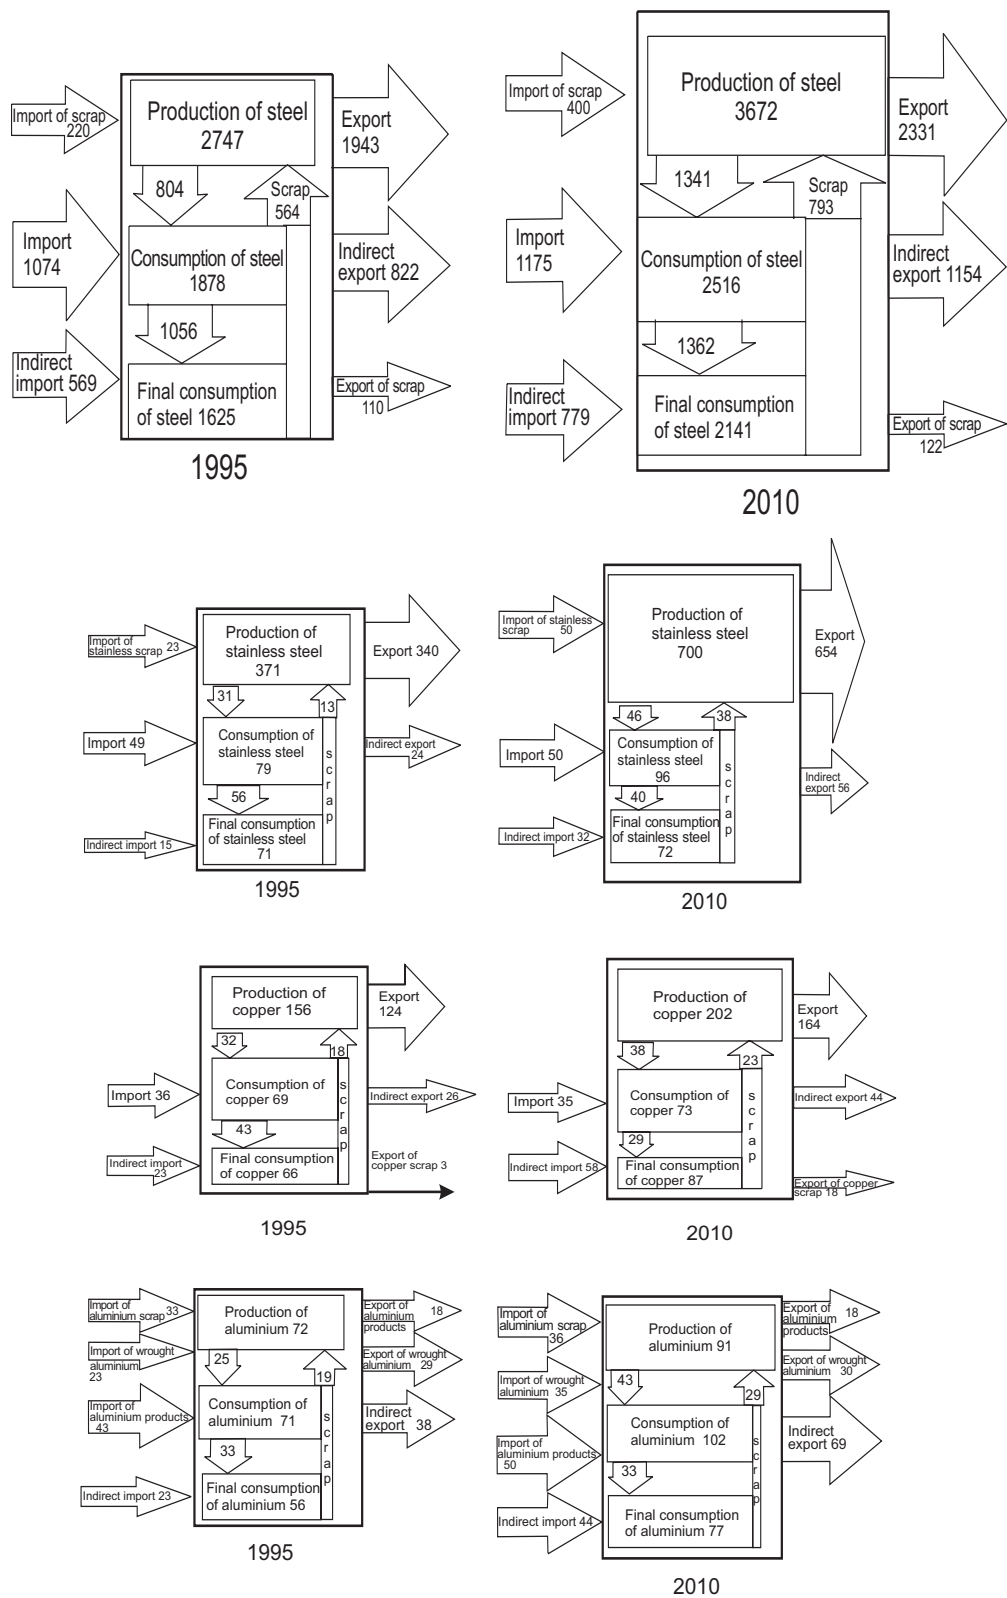 Import of scrap
220
Production of steel
2747
Export
1943
804
Scrap
564
Import
1074
Consumption of steel
1878
Indirect
export 822
1056
Indirect
import 569
Final consumption
of steel 1625
Export of scrap
110
1995
Import of scrap
400
Production of steel
3672
Export
2331
1341
Scrap
793
Import
1175
Consumption of steel
2516
Indirect
export 1154
1362
Indirect
import 779
Final consumption
of steel 2141
Export of scrap
122
2010
Import of
stainless scrap 23
Production of
stainless steel
371
Export 340
31
13
Import 49
Consumption of
stainless steel
79
scrap
Indirect export
24
56
Indirect import 15
Final consumption
of stainless steel
71
1995
Import of stainless
scrap 50
Production of
stainless steel
700
Export
654
46
38
Import 50
Consumption of
stainless steel
96
scrap
Indirect
export 56
40
Indirect import 32
Final consumption
of stainless steel
72
2010
Production of
copper 156
Export
124
32
18
Import 36
Consumption of
copper 69
scrap
Indirect export 26
43
Indirect import
23
Final consumption
of copper 66
Export of
copper scrap 3
1995
Production of
copper 202
Export
164
38
23
Import 35
Consumption of
copper 73
scrap
Indirect export 44
29
Indirect import 58
Final consumption
of copper 87
Export of copper
scrap 18
2010
Import of
aluminium scrap 33
Production of
aluminium 72
Export of
aluminium
products 18
Import of wrought
aluminium
23
25
19
Export of wrought
aluminium 29
Import of
aluminium products
43
Consumption of
aluminium 71
scrap
Indirect
export 38
33
Indirect import 23
Final consumption
of aluminium 56
1995
Import of
aluminium scrap
36
Production of
aluminium 91
Export of
aluminium
products 18
Import of wrought
aluminium 35
43
29
Export of wrought
aluminium 30
Import of
aluminium products
50
Consumption of
aluminium 102
scrap
Indirect
export 69
33
Indirect import 44
Final consumption
of aluminium 77
2010